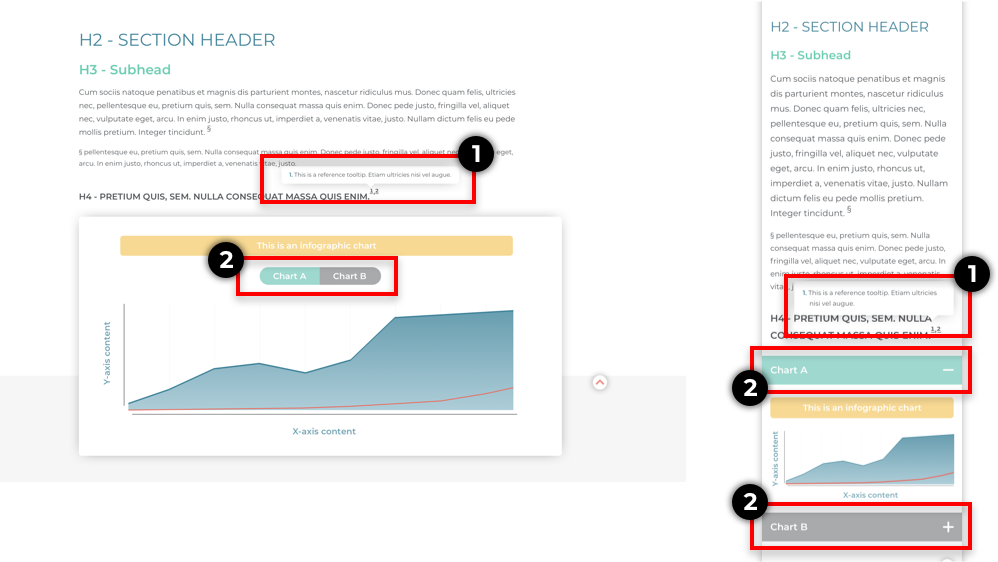 H2 - SECTION HEADER
H3 - Subhead
Cum sociis natoque penatibus et magnis dis parturient montes, nascetur ridiculus mus. Donec quam felis, ultricies
nec, pellentesque eu, pretium quis, sem. Nulla consequat massa quis enim. Donec pede justo, fringilla vel, aliquet
nec, vulputate eget, arcu. In enim justo, rhoncus ut, imperdiet a, venenatis vitae, justo. Nullam dictum felis eu pede
mollis pretium. Integer tincidunt. §
§ pellentesque eu, pretium quis, sem. Nulla consequat massa quis enim. Donec pede justo, fringilla vel, aliquet eget,
arcu. In enim justo, rhoncus ut, imperdiet a, venenatis vitae, justo.
1
1. This is a reference tooltip. Etiam ultricies nisi vel augue.
H4 - PRETIUM QUIS, SEM. NULLA CONSEQUAT MASSA QUIS ENIM.1,2
This is an infographic chart
2
Chart A Chart B
Y-axis content
X-axis content
H2 - SECTION HEADER
H3 - Subhead
Cum sociis natoque penatibus et magnis
dis parturient montes, nascetur ridiculus
mus. Donec quam felis, ultricies nec,
pellentesque eu, pretium quis, sem. Nulla
consequat massa quis enim. Donec pede
justo, fringilla vel, aliquet nec, vulputate
eget, arcu. In enim justo, rhoncus ut,
imperdiet a, venenatis vitae, justo. Nullam
dictum felis eu pede mollis pretium.
Integer tincidunt. §
§ pellentesque eu, pretium quis, sem. Nulla
consequat massa quis enim. Donec pede
justo, fringilla vel, aliquet nec, vulputate eget,
arcu. In enim justo, rhoncus ut, imperdiet a, venenatis
1
1. This is a reference tooltip. Etiam ultricies
nisi vel augue.
H4 - PRETIUM QUIS, SEM. NULLA
CONSEQUAT MASSA QUIS ENIM.1,2
2
Chart A
This is an infographic chart
Y-axis content
X-axis content
2
Chart B